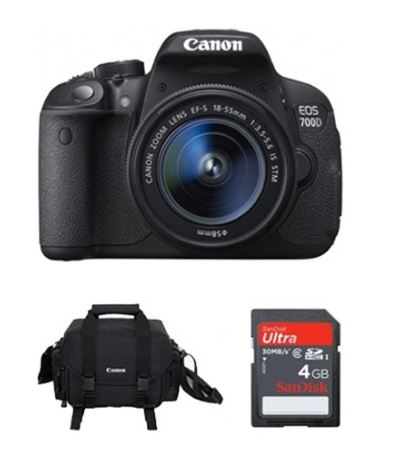 Canon
EOS
700D
CANON ZOOM LENS EF-S 18-55mm 1:3.5-5.6 IS STM
ø58mm
Canon
SanDisk
Ultra
30MB/s
4GB
SanDisk